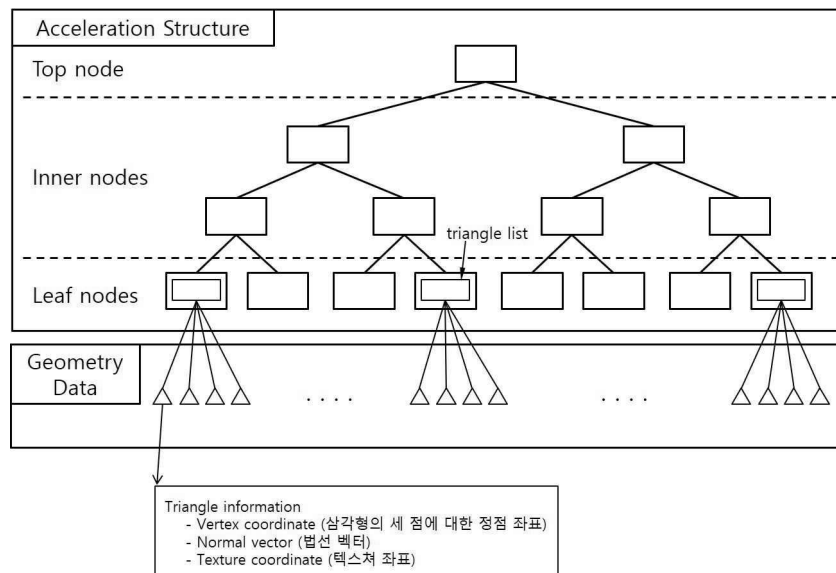 Acceleration Structure
Top node
Inner nodes
triangle list
Leaf nodes
Geometry
Data
. . . .
. . . .
Triangle information
- Vertex coordinate (삼각형의 세 점에 대한 정점 좌표)
- Normal vector (법선 벡터)
- Texture coordinate (텍스쳐 좌표)